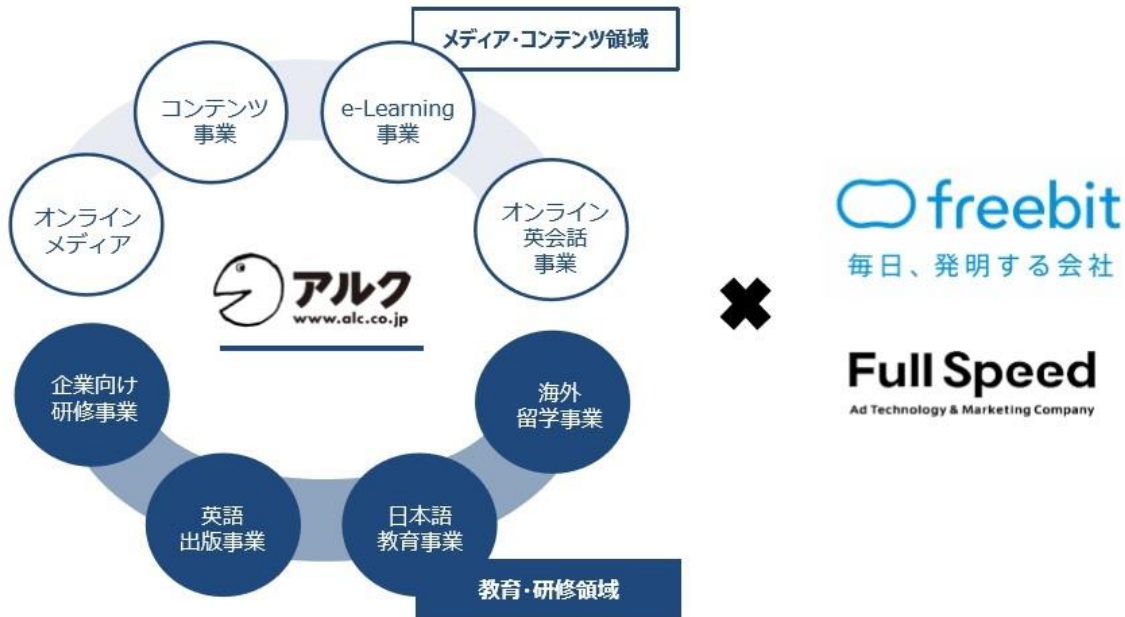 メディア・コンテンツ領域
コンテンツ
事業
e-Learning
事業
オンライン
メディア
オンライン
英会話
事業
アルク
www.alc.co.jp
企業向け
研修事業
海外
留学事業
英語
出版事業
日本語
教育事業
教育・研修領域
✖
freebit
毎日、発明する会社
Full Speed
Ad Technology & Marketing Company